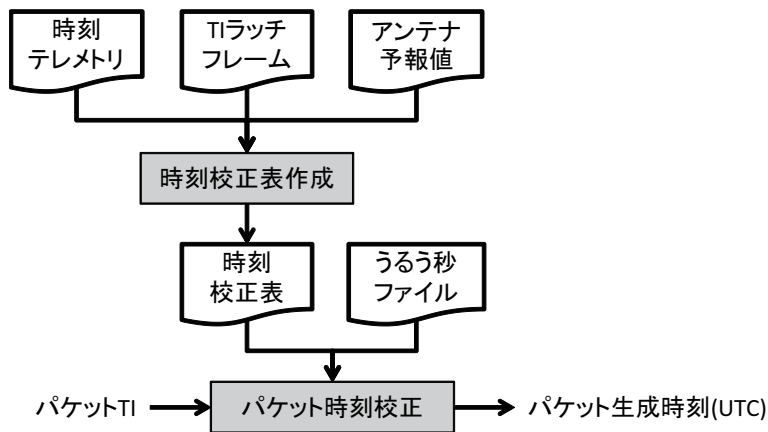 時刻
テレメトリ
TIラッチ
フレーム
アンテナ
予報値
時刻校正表作成
時刻
校正表
うるう秒
ファイル
パケットTI
パケット時刻校正
パケット生成時刻(UTC)